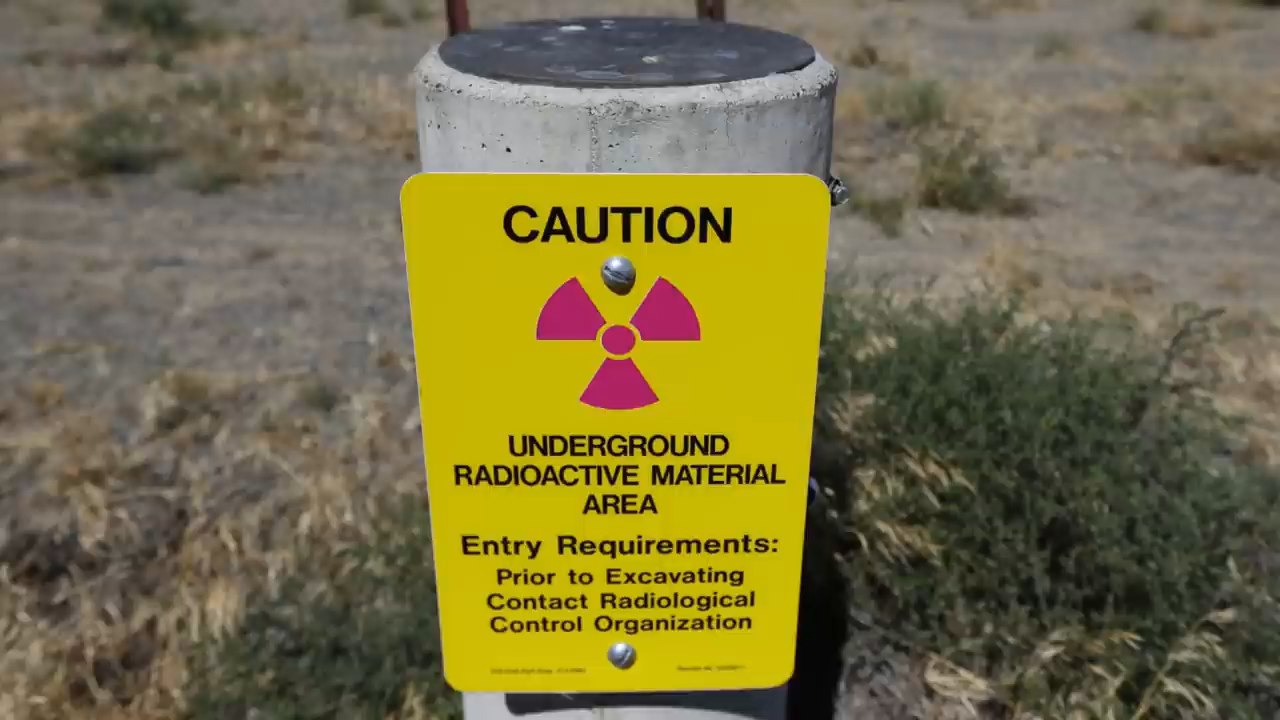 CAUTION
UNDERGROUND
RADIOACTIVE MATERIAL
AREA
Entry Requirements:
Prior to Excavating
Contact Radiological
Control Organization